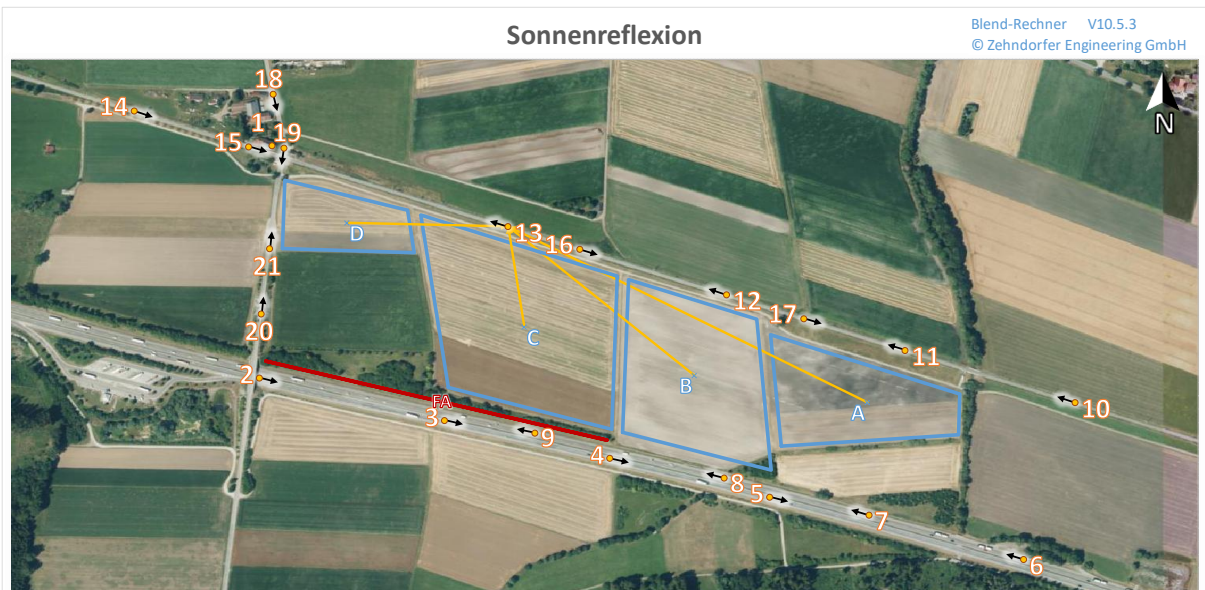 Sonnenreflexion
Blend-Rechner V10.5.3
© Zehndorfer Engineering GmbH
18
14
1
19
15
N
D
13
16
21
12
17
20
C
11
2
B
A
10
FA
3
9
4
8
5
7
6